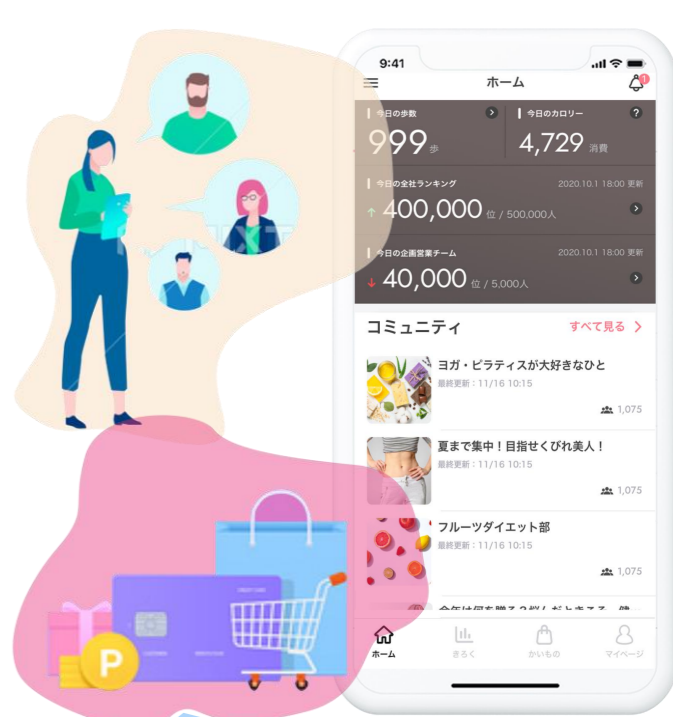 9:41
ホーム
1
今日の歩数
999 歩
今日のカロリー
?
4,729 消費
今日の全社ランキング
2020.10.1 18:00 更新
↑ 400,000 位 / 500,000人
今日の企画営業チーム
2020.10.1 18:00 更新
↓ 40,000 位 / 5,000人
コミュニティ
すべて見る
ヨガ・ピラティスが大好きなひと
最終更新：11/16 10:15
1,075
夏まで集中！目指せくびれ美人！
最終更新：11/16 10:15
1,075
フルーツダイエット部
最終更新：11/16 10:15
1,075
ホーム
きろく
かいもの
マイページ
CREDIT CARD
P